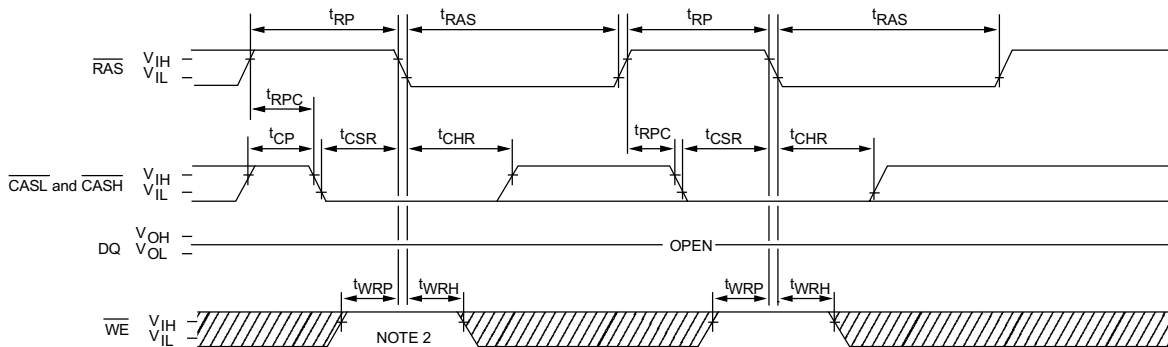 tRP tRAS tRP tRAS
RAS VIH
VIL
tRPC
tCP tCSR tCHR tRPC tCSR tCHR
CASL and CASH VIH
VIL
DQ VOH
VOL
OPEN
tWRP tWRH tWRP tWRH
WE VIH
VIL
NOTE 2